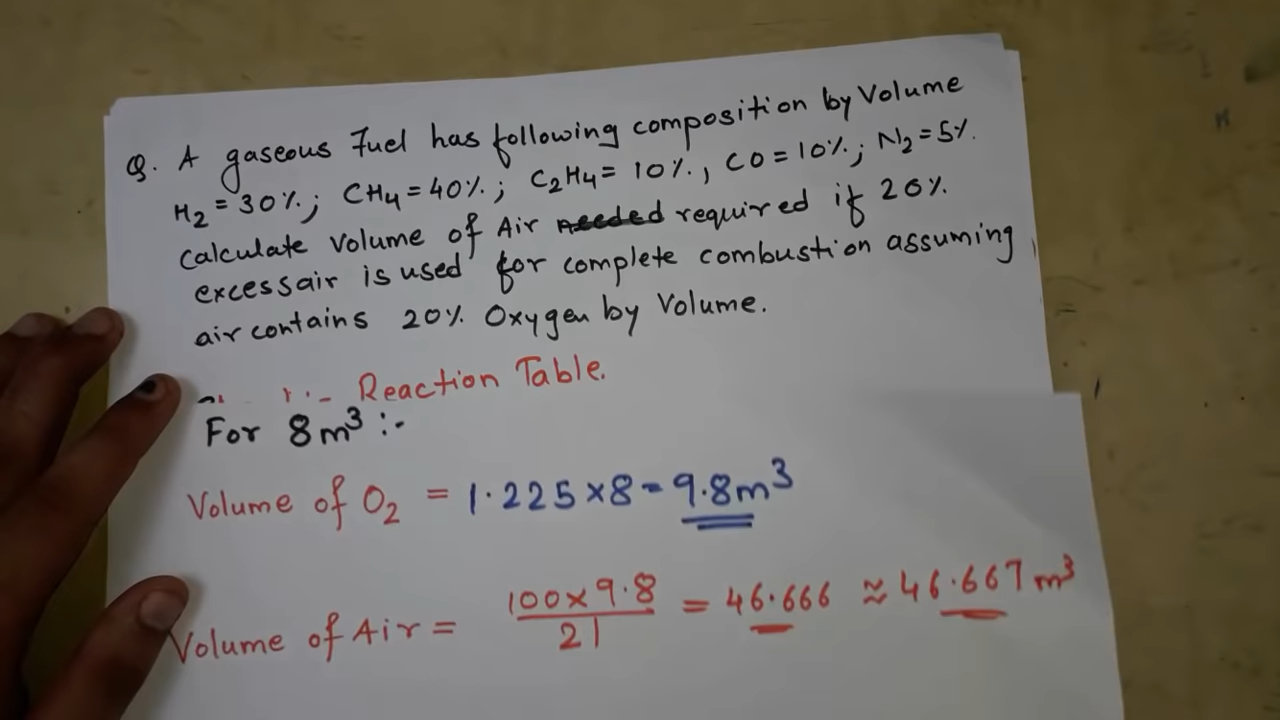 Q. A gaseous Fuel has following composition by Volume
H₂ = 30%; CH₄ = 40%; C₂H₄ = 10%, CO = 10%; N₂ = 5%.
calculate Volume of Air needed required if 20%
excess air is used for complete combustion assuming
air contains 20% Oxygen by Volume.
Reaction Table.
For 8m³ :-
Volume of O₂ = 1.225 × 8 = 9.8m³
Volume of Air = 100 × 9.8 / 21 = 46.666 ≈ 46.667 m³